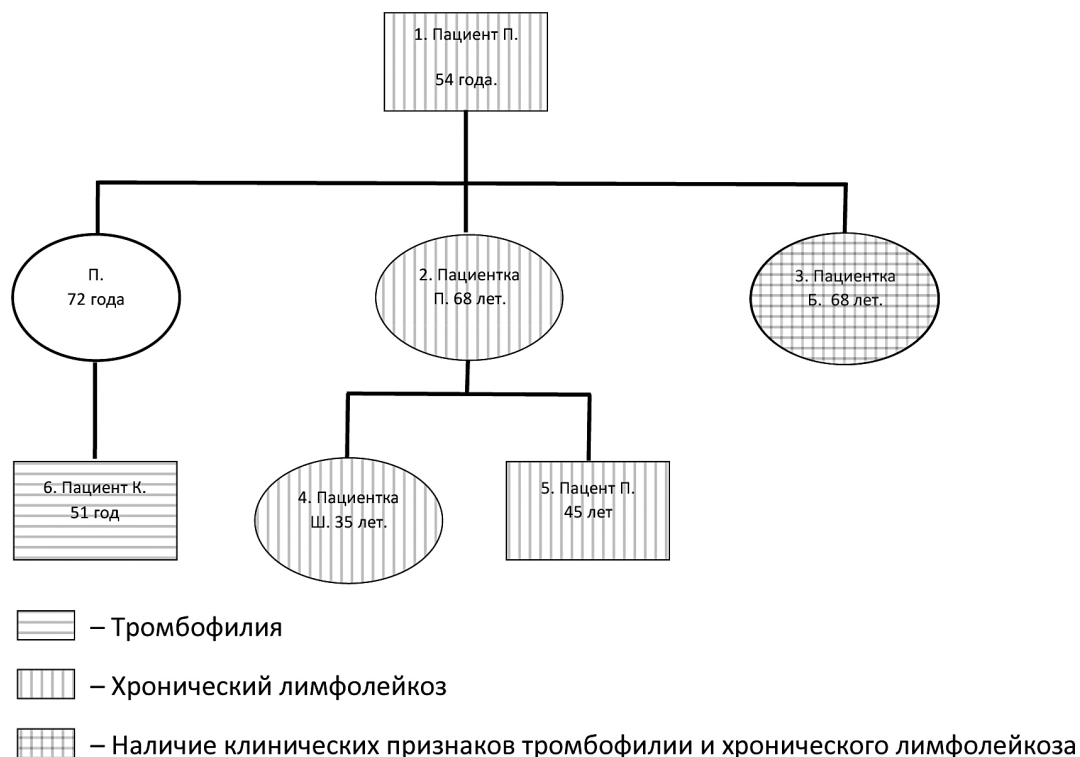 1. Пациент П.
54 года.
П.
72 года
2. Пациентка
П. 68 лет.
3. Пациентка
Б. 68 лет.
6. Пациент К.
51 год
4. Пациентка
Ш. 35 лет.
5. Пацент П.
45 лет
– Тромбофилия
– Хронический лимфолейкоз
– Наличие клинических признаков тромбофилии и хронического лимфолейкоза